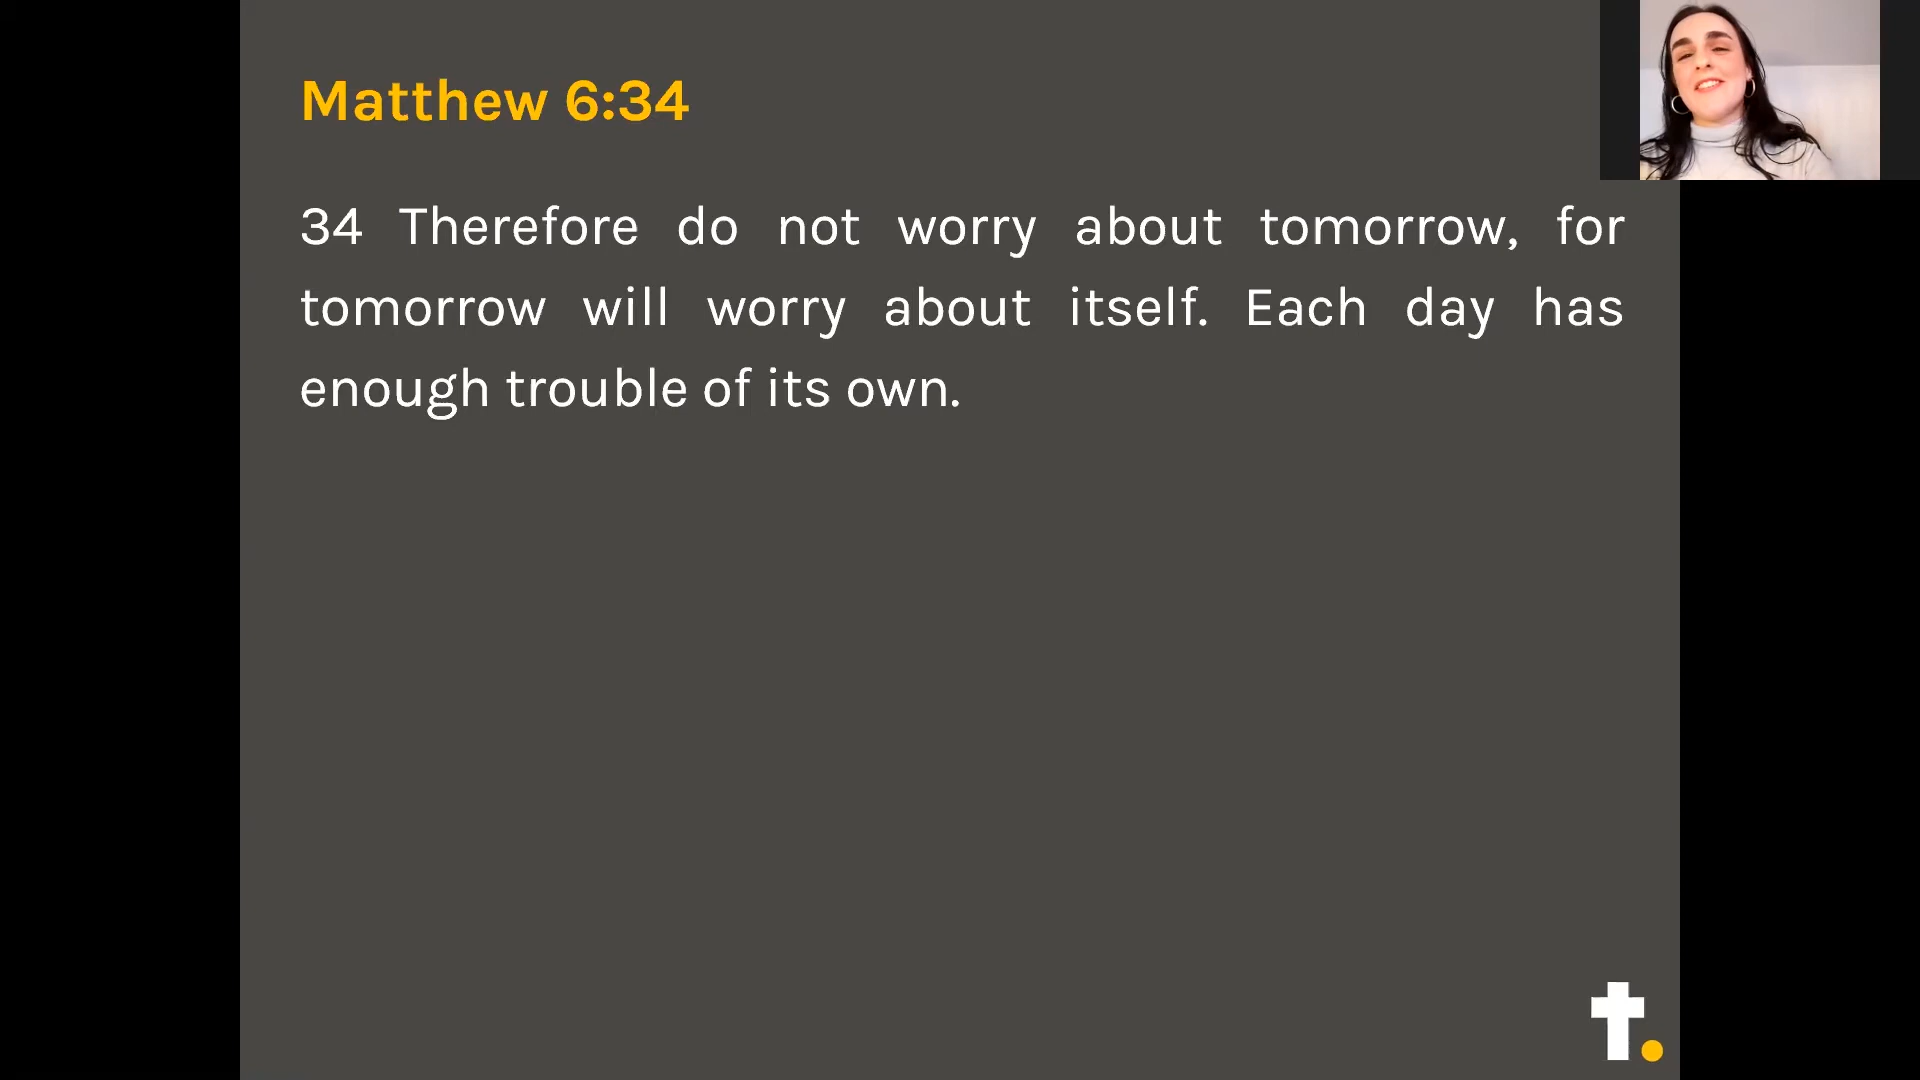 Matthew 6:34
34 Therefore do not worry about tomorrow, for
tomorrow will worry about itself. Each day has
enough trouble of its own.